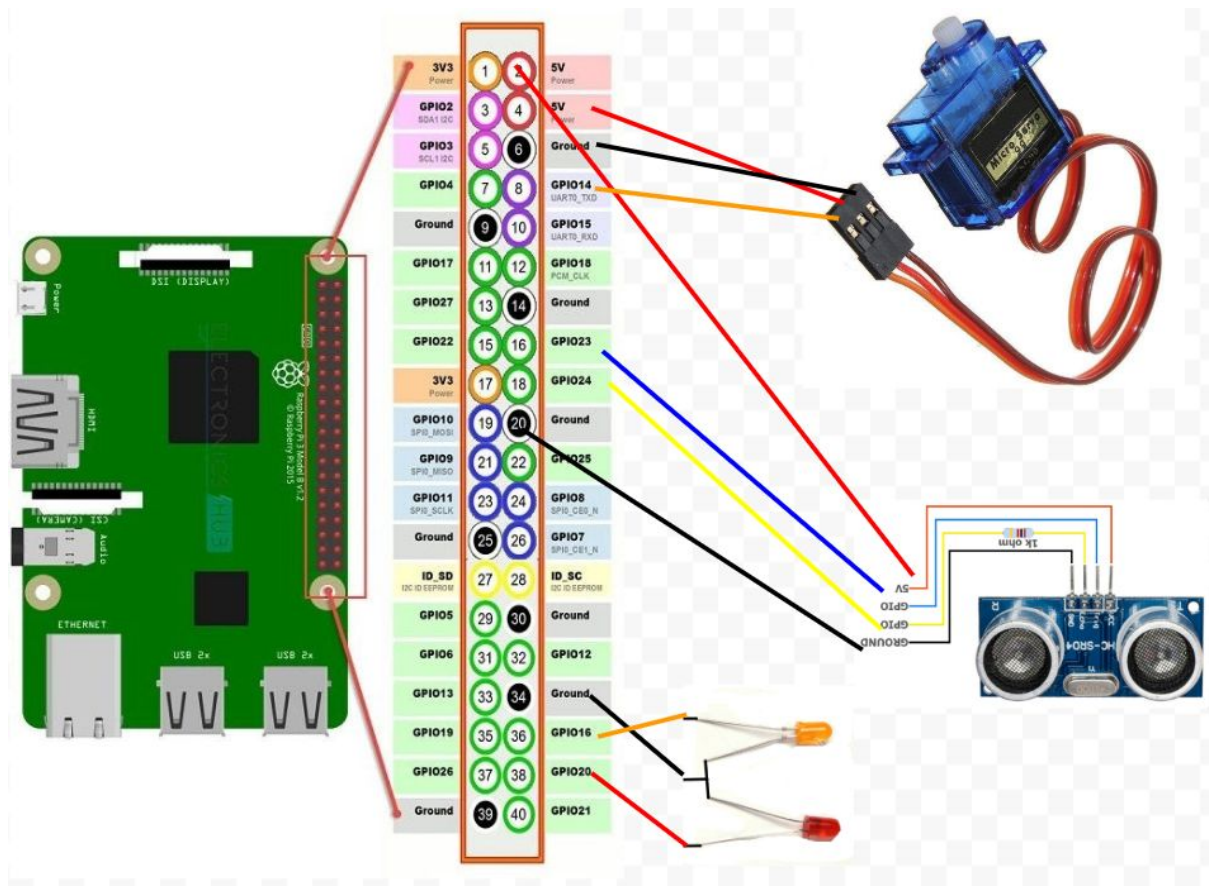 DSI (DISPLAY)
Power
HDMI
GPIO
Raspberry Pi 3 Model B v1.2
© Raspberry Pi 2015
ELECTRONICS HUB
CSI (CAMERA)
Audio
ETHERNET
USB 2x
USB 2x
3V3 1 2 5V
Power Power
GPIO2 3 4 5V
SDA1 I2C Power
GPIO3 5 6 Ground
SCL1 I2C
GPIO4 7 8 GPIO14
UART0_TXD
Ground 9 10 GPIO15
UART0_RXD
GPIO17 11 12 GPIO18
PCM_CLK
GPIO27 13 14 Ground
GPIO22 15 16 GPIO23
3V3 17 18 GPIO24
Power
GPIO10 19 20 Ground
SPI0_MOSI
GPIO9 21 22 GPIO25
SPI0_MISO
GPIO11 23 24 GPIO8
SPI0_SCLK SPI0_CE0_N
Ground 25 26 GPIO7
SPI0_CE1_N
ID_SD 27 28 ID_SC
I2C ID EEPROM I2C ID EEPROM
GPIO5 29 30 Ground
GPIO6 31 32 GPIO12
GPIO13 33 34 Ground
GPIO19 35 36 GPIO16
GPIO26 37 38 GPIO20
Ground 39 40 GPIO21
Micro Servo
9g
1k ohm
5V
GPIO
GPIO
GROUND
R
T
Gnd
Echo
Trig
Vcc
HC-SR04